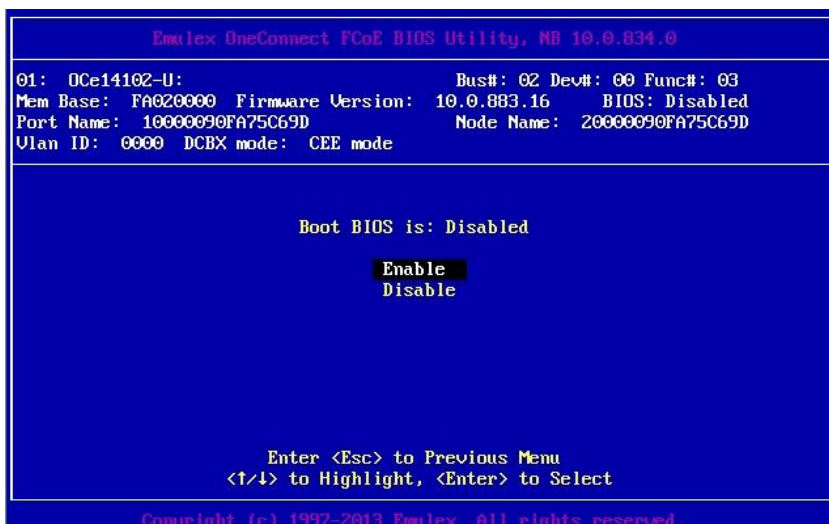 Emulex OneConnect FCoE BIOS Utility, NB 10.0.834.0
01: OCe14102-U: Bus#: 02 Dev#: 00 Func#: 03
Mem Base: FA020000 Firmware Version: 10.0.883.16 BIOS: Disabled
Port Name: 10000090FA75C69D Node Name: 20000090FA75C69D
Vlan ID: 0000 DCBX mode: CEE mode
Boot BIOS is: Disabled
Enable
Disable
Enter <Esc> to Previous Menu
<↑/↓> to Highlight, <Enter> to Select
Copyright (c) 1997-2013 Emulex. All rights reserved.